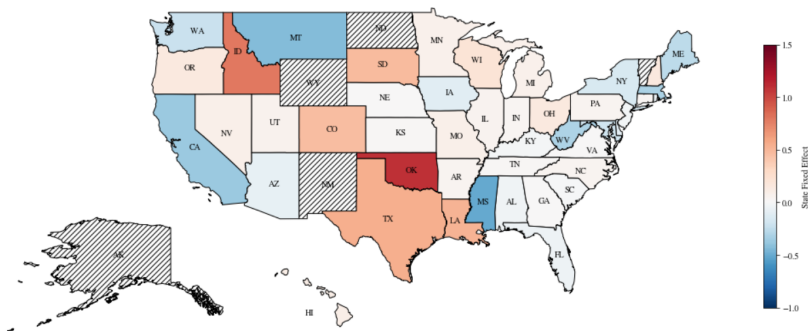 WA
ND
MT
MN
ME
ID
OR
SD
WI
NY
WY
MI
IA
NE
PA
OH
IL
IN
NV
UT
CO
KS
MO
KY
WV
VA
CA
OK
TN
NC
AZ
NM
AR
SC
MS
AL
GA
TX
LA
FL
AK
HI
1.5
1.0
0.5
0.0
−0.5
−1.0
State Fixed Effect